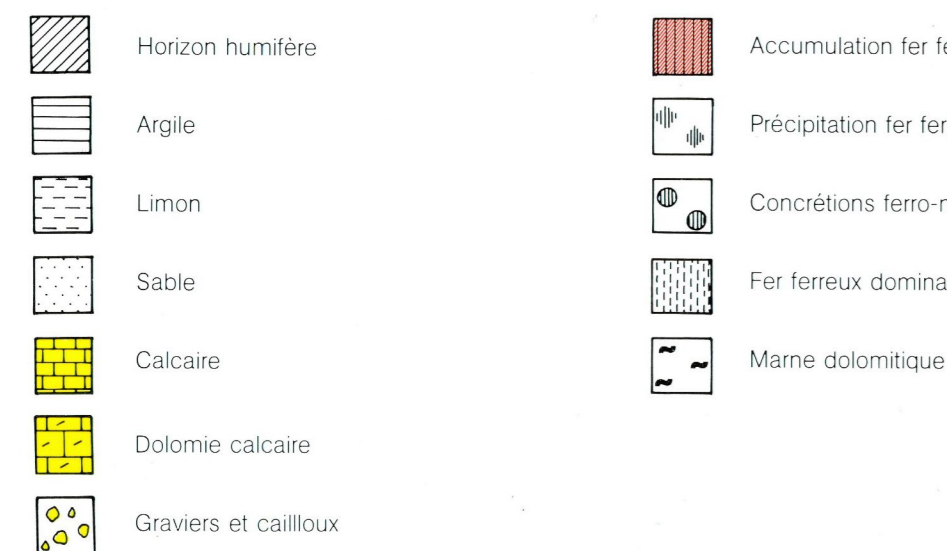 Horizon humifère
Argile
Limon
Sable
Calcaire
Dolomie calcaire
Graviers et caillloux
Accumulation fer
Précipitation fer
Concrétions
Fer ferreux
Marne dolomitique